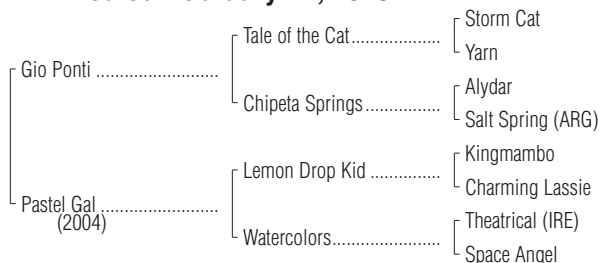 Storm Cat
Tale of the Cat....................
Yarn
Gio Ponti ...........................
Alydar
Chipeta Springs.................
Salt Spring (ARG)
Kingmambo
Lemon Drop Kid ...............
Charming Lassie
Pastel Gal ..........................
(2004)
Theatrical (IRE)
Watercolors........................
Space Angel